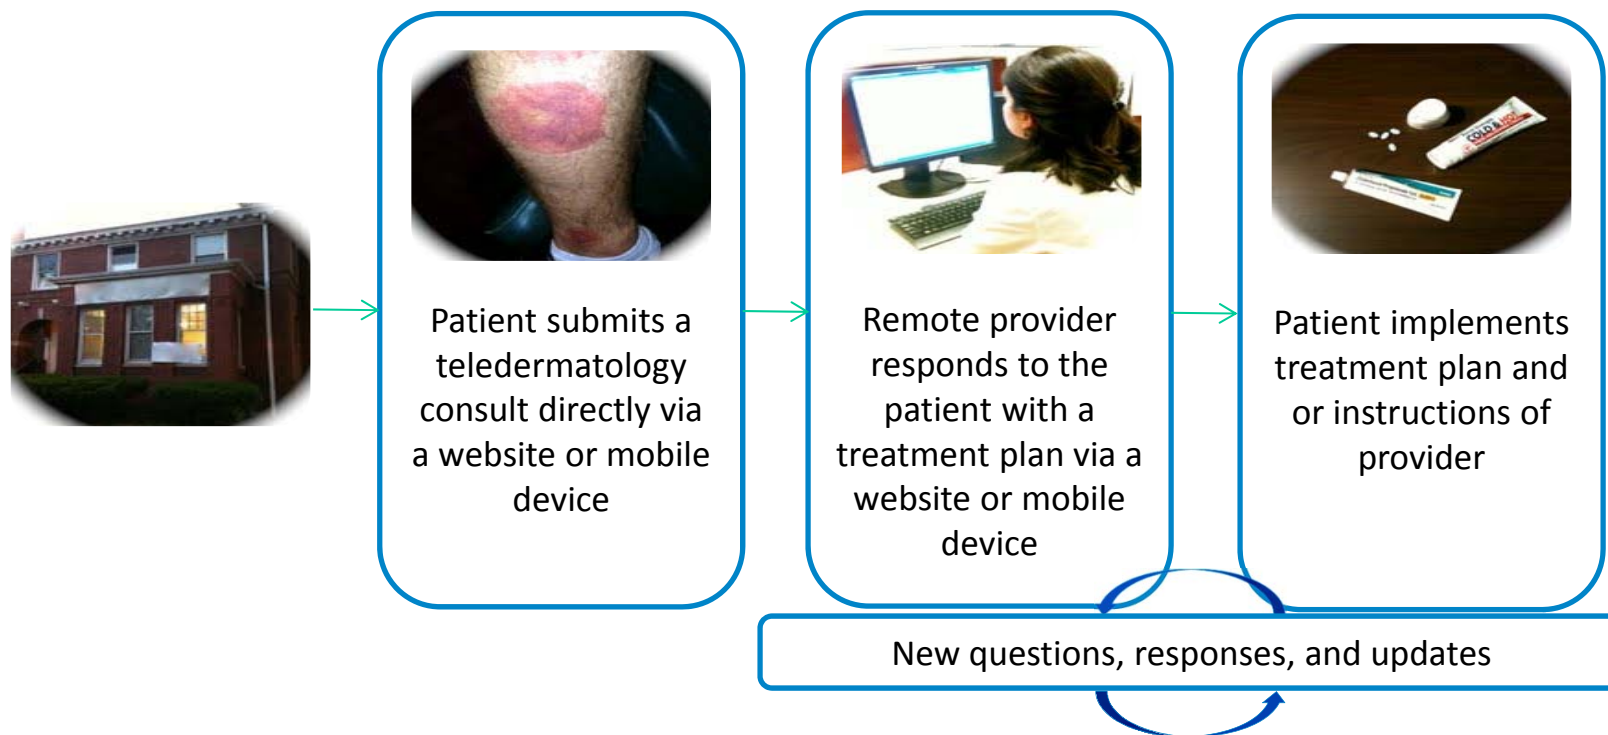 Patient submits a
teledermatology
consult directly via
a website or mobile
device
Remote provider
responds to the
patient with a
treatment plan via a
website or mobile
device
COLD & HOT
Patient implements
treatment plan and
or instructions of
provider
New questions, responses, and updates